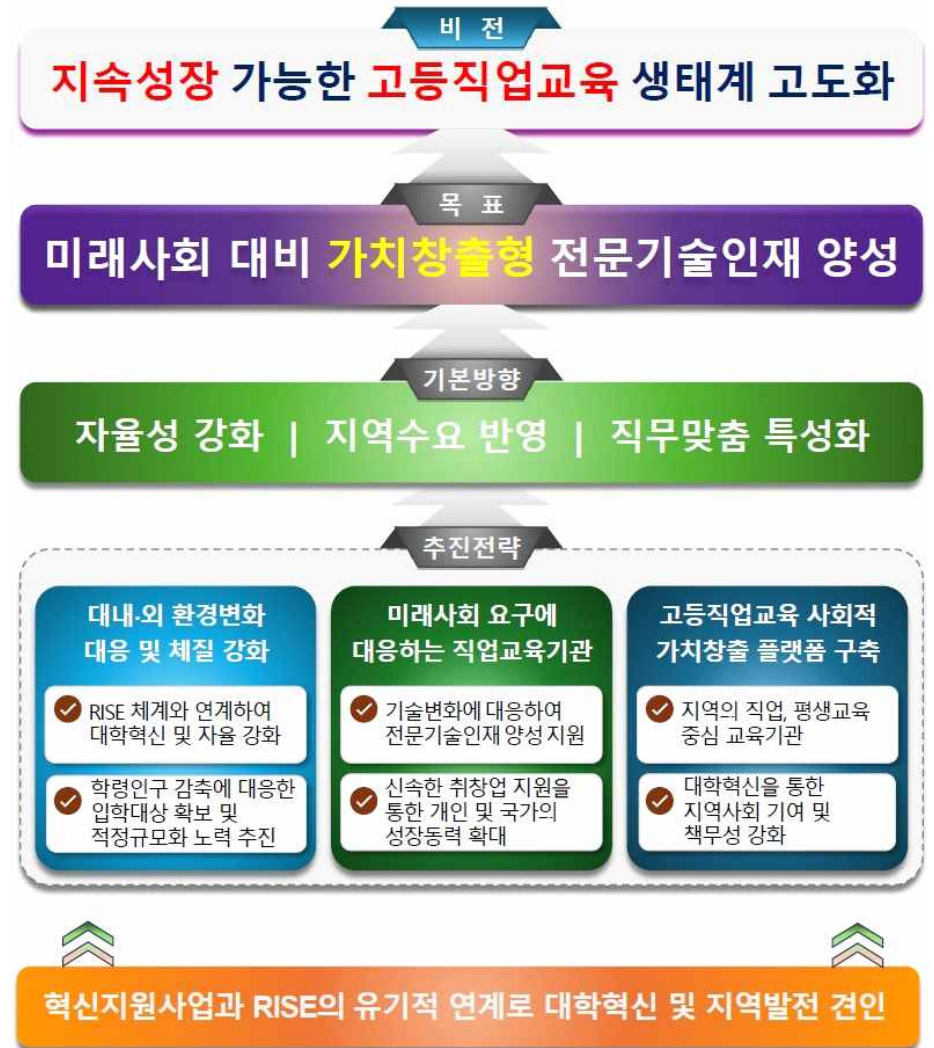 비 전
지속성장 가능한 고등직업교육 생태계 고도화
목 표
미래사회 대비 가치창출형 전문기술인재 양성
기본방향
자율성 강화 | 지역수요 반영 | 직무맞춤 특성화
추진전략
대내·외 환경변화
대응 및 체질 강화
RISE 체계와 연계하여
대학혁신 및 자율 강화
학령인구 감축에 대응한
입학대상 확보 및
적정규모화 노력 추진
미래사회 요구에
대응하는 직업교육기관
기술변화에 대응하여
전문기술인재 양성 지원
신속한 취창업 지원을
통한 개인 및 국가의
성장동력 확대
고등직업교육 사회적
가치창출 플랫폼 구축
지역의 직업, 평생교육
중심 교육기관
대학혁신을 통한
지역사회 기여 및
책무성 강화
혁신지원사업과 RISE의 유기적 연계로 대학혁신 및 지역발전 견인